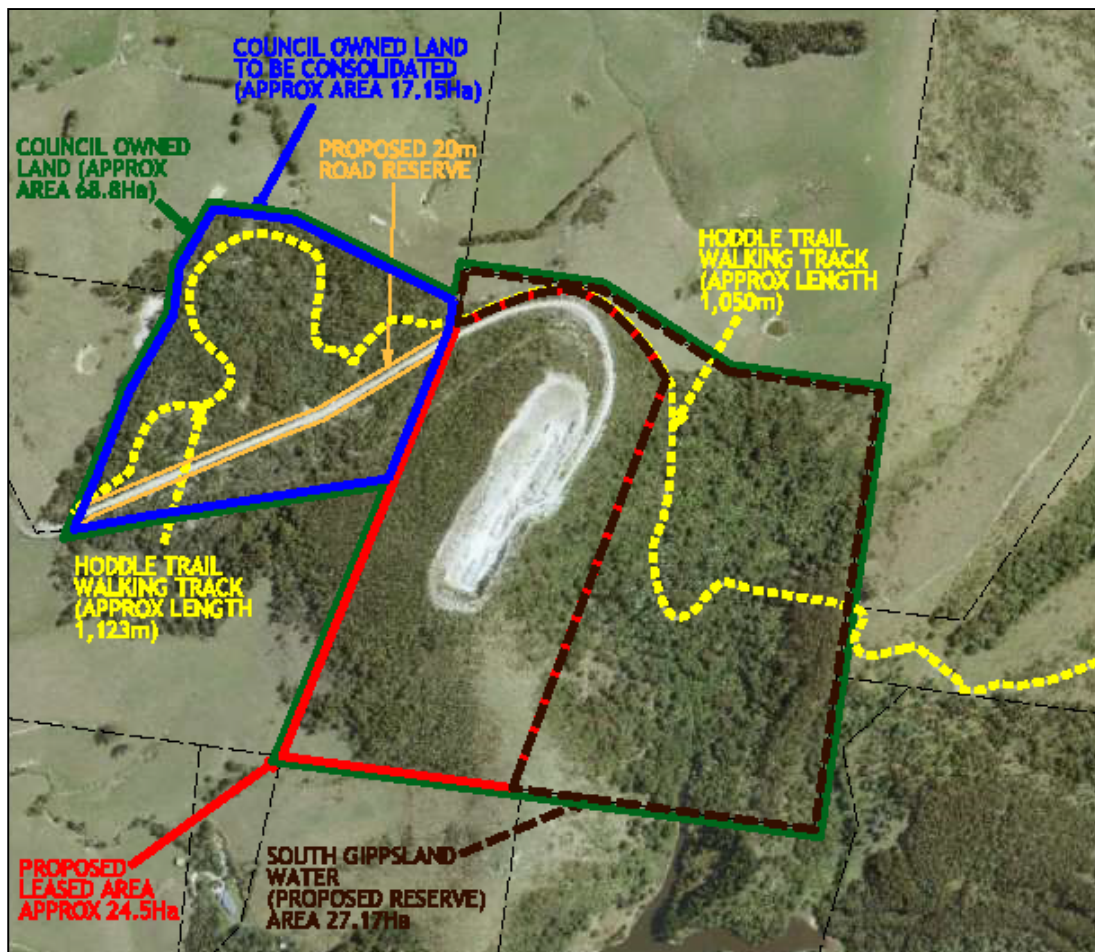 COUNCIL OWNED LAND
TO BE CONSOLIDATED
(APPROX AREA 17.15Ha)
COUNCIL OWNED
LAND (APPROX
AREA 68.8Ha)
PROPOSED 20m
ROAD RESERVE
HODDLE TRAIL
WALKING TRACK
(APPROX LENGTH
1,050m)
HODDLE TRAIL
WALKING TRACK
(APPROX LENGTH
1,123m)
PROPOSED
LEASED AREA
APPROX 24.5Ha
SOUTH GIPPSLAND
WATER
(PROPOSED RESERVE)
AREA 27.17Ha